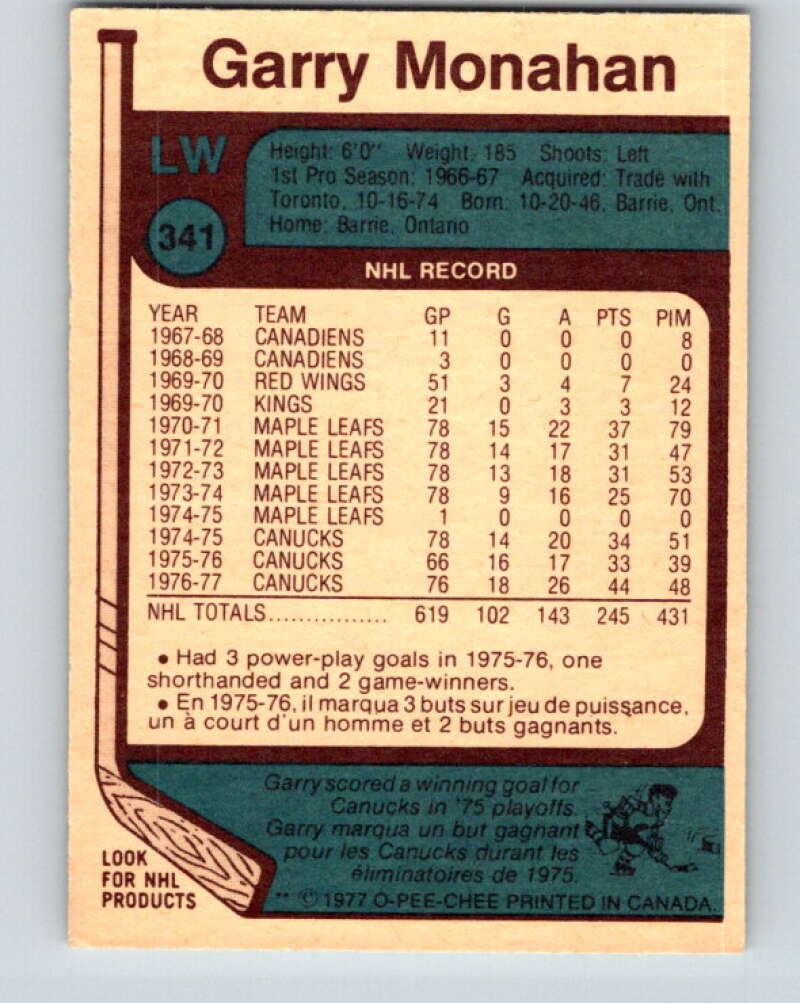 Garry Monahan
LW
341
Height: 6'0" Weight: 185 Shoots: Left
1st Pro Season: 1966-67 Acquired: Trade with
Toronto, 10-16-74 Born: 10-20-46, Barrie, Ont.
Home: Barrie, Ontario
NHL RECORD
YEAR TEAM GP G A PTS PIM
1967-68 CANADIENS 11 0 0 0 8
1968-69 CANADIENS 3 0 0 0 0
1969-70 RED WINGS 51 3 4 7 24
1969-70 KINGS 21 0 3 3 12
1970-71 MAPLE LEAFS 78 15 22 37 79
1971-72 MAPLE LEAFS 78 14 17 31 47
1972-73 MAPLE LEAFS 78 13 18 31 53
1973-74 MAPLE LEAFS 78 9 16 25 70
1974-75 MAPLE LEAFS 1 0 0 0 0
1974-75 CANUCKS 78 14 20 34 51
1975-76 CANUCKS 66 16 17 33 39
1976-77 CANUCKS 76 18 26 44 48
NHL TOTALS................ 619 102 143 245 431
• Had 3 power-play goals in 1975-76, one
shorthanded and 2 game-winners.
• En 1975-76, il marqua 3 buts sur jeu de puissance,
un à court d'un homme et 2 buts gagnants.
Garry scored a winning goal for
Canucks in '75 playoffs.
Garry marqua un but gagnant
pour les Canucks durant les
éliminatoires de 1975.
LOOK
FOR NHL
PRODUCTS
** © 1977 O-PEE-CHEE PRINTED IN CANADA.